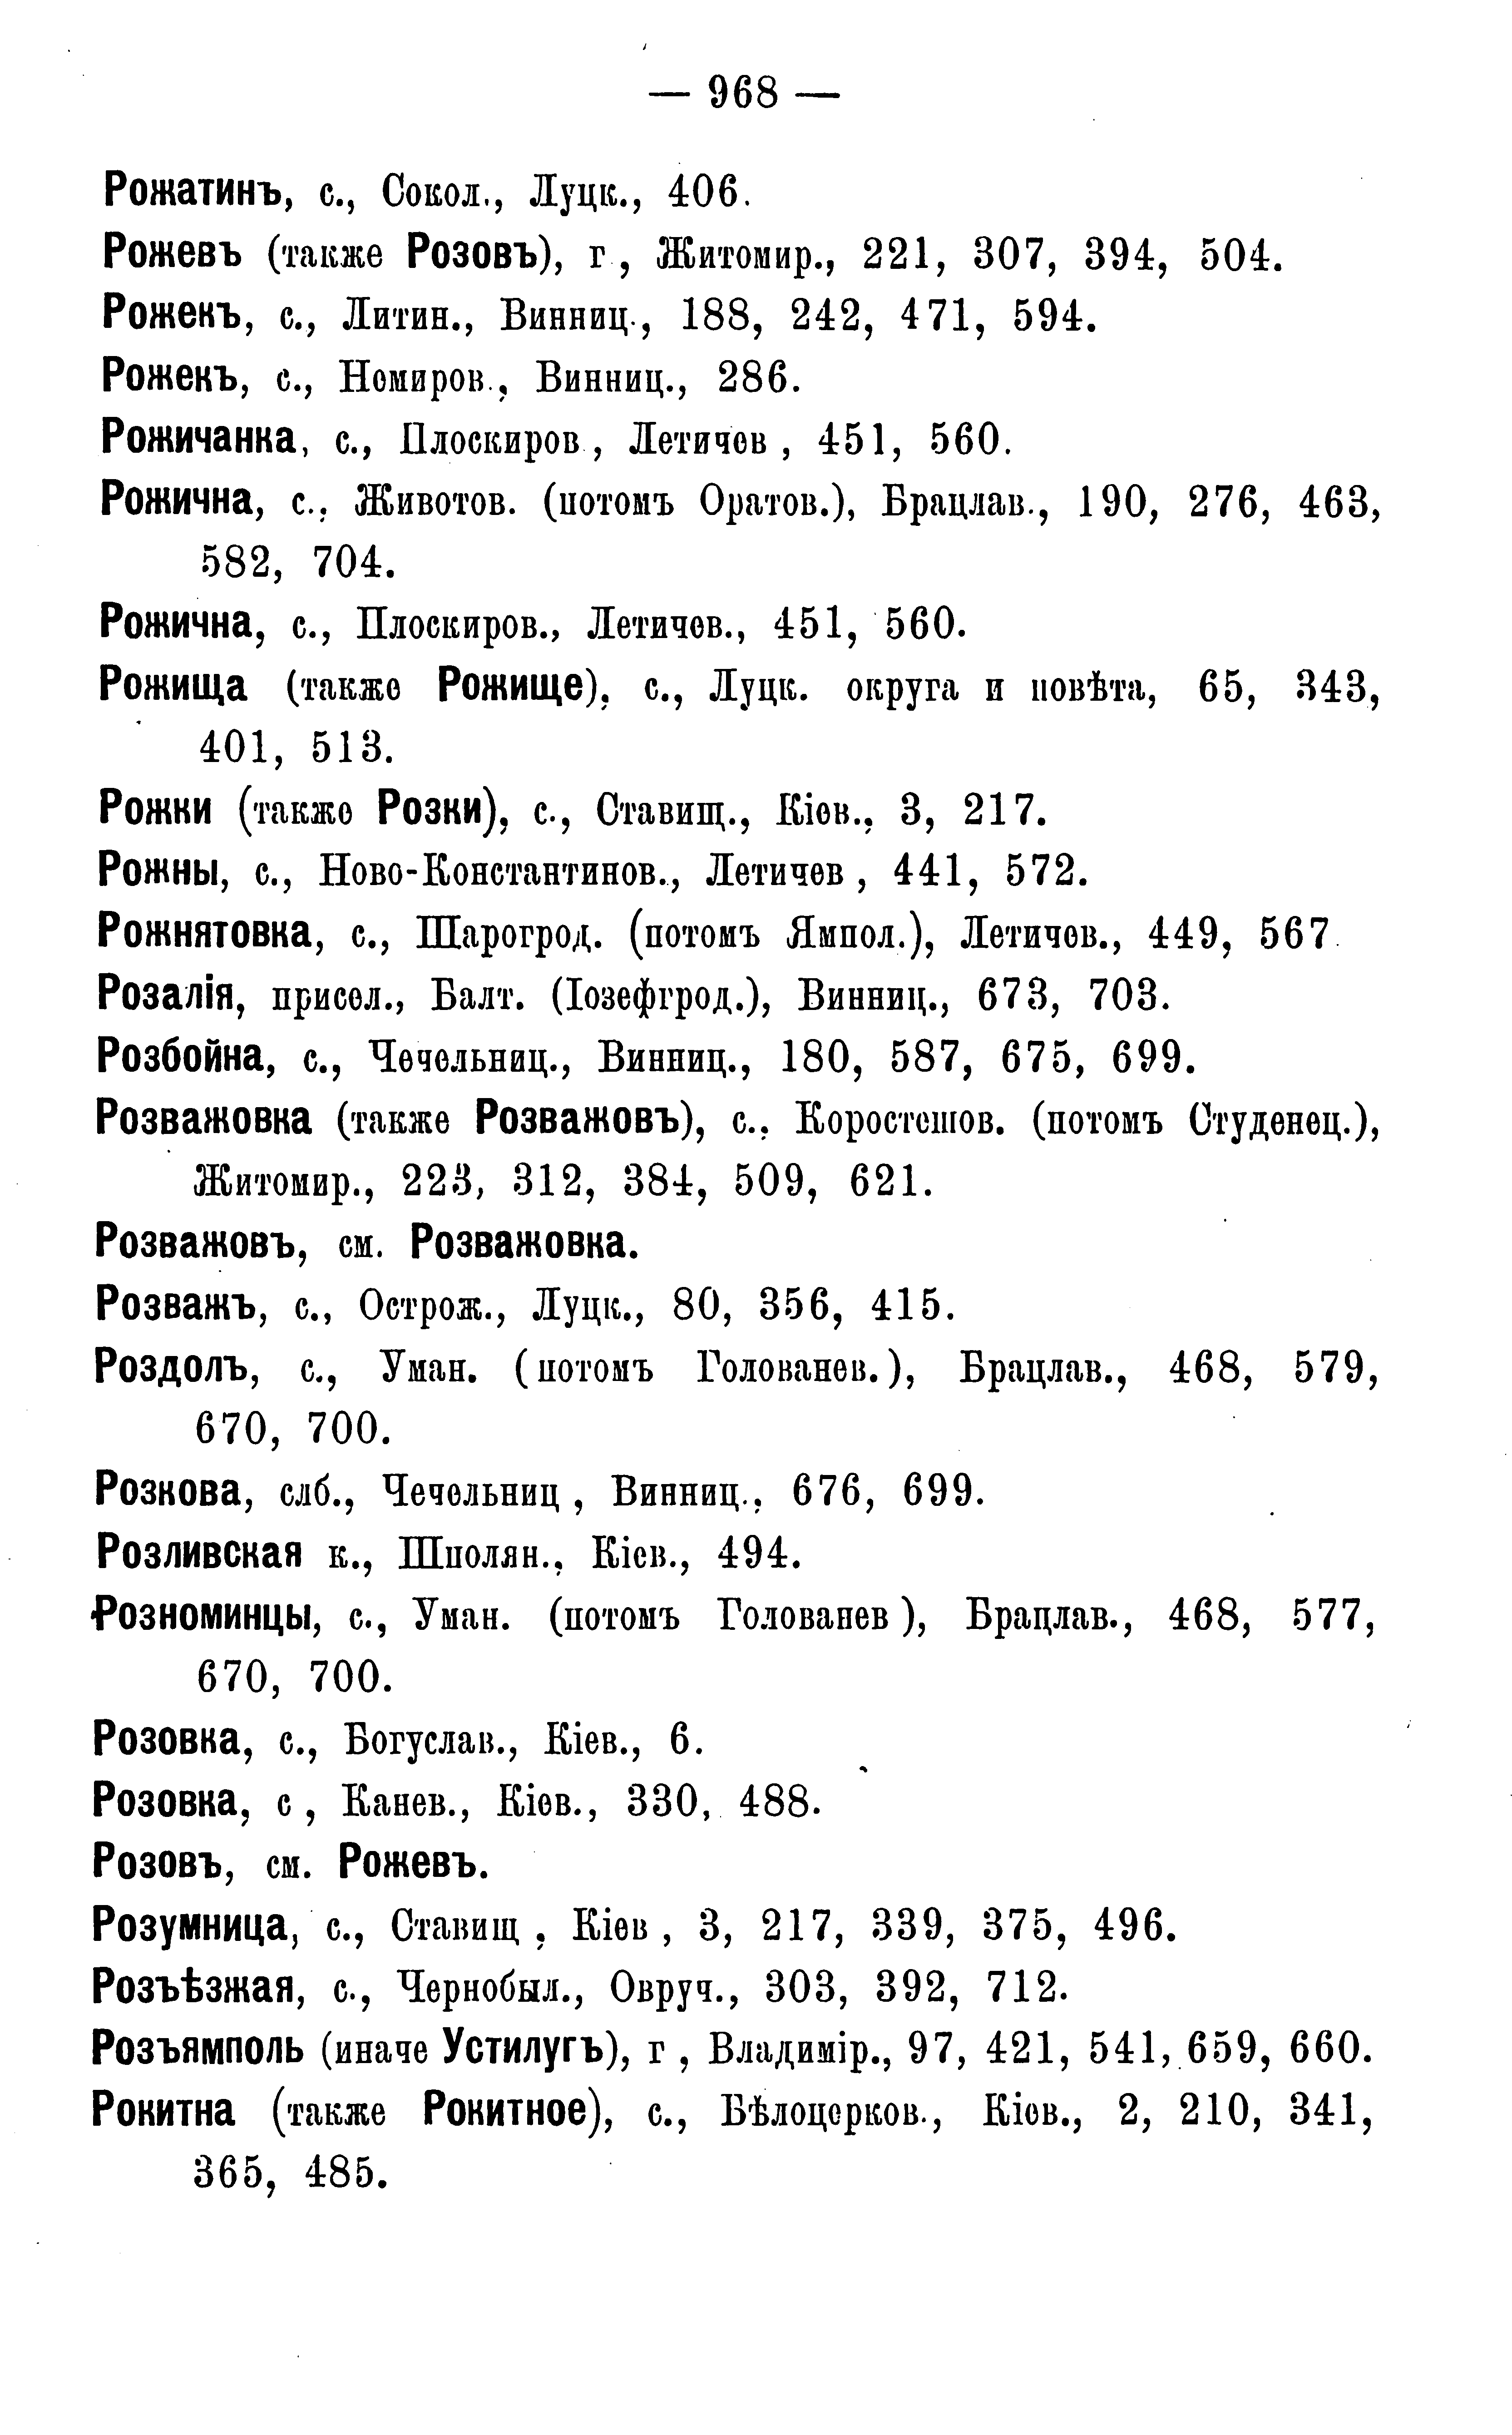 — 968 —
Рожатинъ, с., Сокол., Луцк., 406.
Рожевъ (также Розовъ), г., Житомир., 221, 307, 394, 504.
Рожекъ, с., Литин., Винниц., 188, 242, 471, 594.
Рожекъ, с., Немиров., Винниц., 286.
Рожичанка, с., Плоскиров., Летичев., 451, 560.
Рожична, с., Животов. (потомъ Оратов.), Брацлав., 190, 276, 463,
582, 704.
Рожична, с., Плоскиров., Летичев., 451, 560.
Рожища (также Рожище), с., Луцк. округа и повѣта, 65, 343,
401, 513.
Рожки (также Розки), с., Ставищ., Кіев., 3, 217.
Рожны, с., Ново-Константинов., Летичев., 441, 572.
Рожнятовка, с., Шарогрод. (потомъ Ямпол.), Летичев., 449, 567.
Розалія, присел., Балт. (Іозефгрод.), Винниц., 673, 703.
Розбойна, с., Чечельниц., Винниц., 180, 587, 675, 699.
Розважовка (также Розважовъ), с., Коростешов. (потомъ Студенец.),
Житомир., 223, 312, 384, 509, 621.
Розважовъ, см. Розважовка.
Розважъ, с., Острож., Луцк., 80, 356, 415.
Роздолъ, с., Уман. (потомъ Голованев.), Брацлав., 468, 579,
670, 700.
Розкова, слб., Чечельниц., Винниц., 676, 699.
Розливская к., Шполян., Кіев., 494.
Розноминцы, с., Уман. (потомъ Голованев.), Брацлав., 468, 577,
670, 700.
Розовка, с., Богуслав., Кіев., 6.
Розовка, с., Канев., Кіев., 330, 488.
Розовъ, см. Рожевъ.
Розумница, с., Ставищ., Кіев., 3, 217, 339, 375, 496.
Розъѣзжая, с., Чернобыл., Овруч., 303, 392, 712.
Розъямполь (иначе Устилугъ), г., Владимір., 97, 421, 541, 659, 660.
Рокитна (также Рокитное), с., Бѣлоцерков., Кіев., 2, 210, 341,
365, 485.